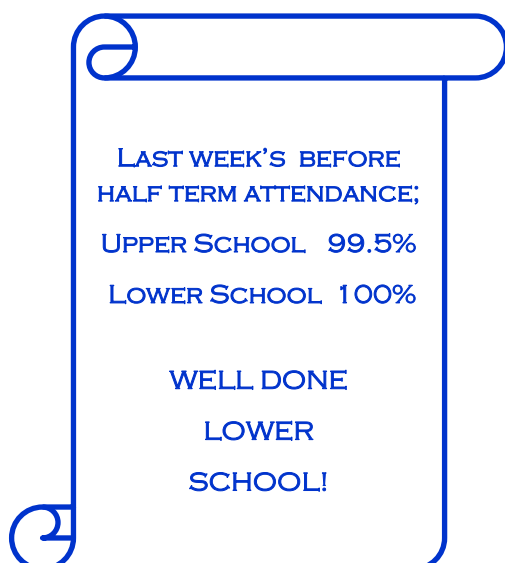 Last week's before
half term attendance;
Upper School 99.5%
Lower School 100%
WELL DONE
LOWER
SCHOOL!